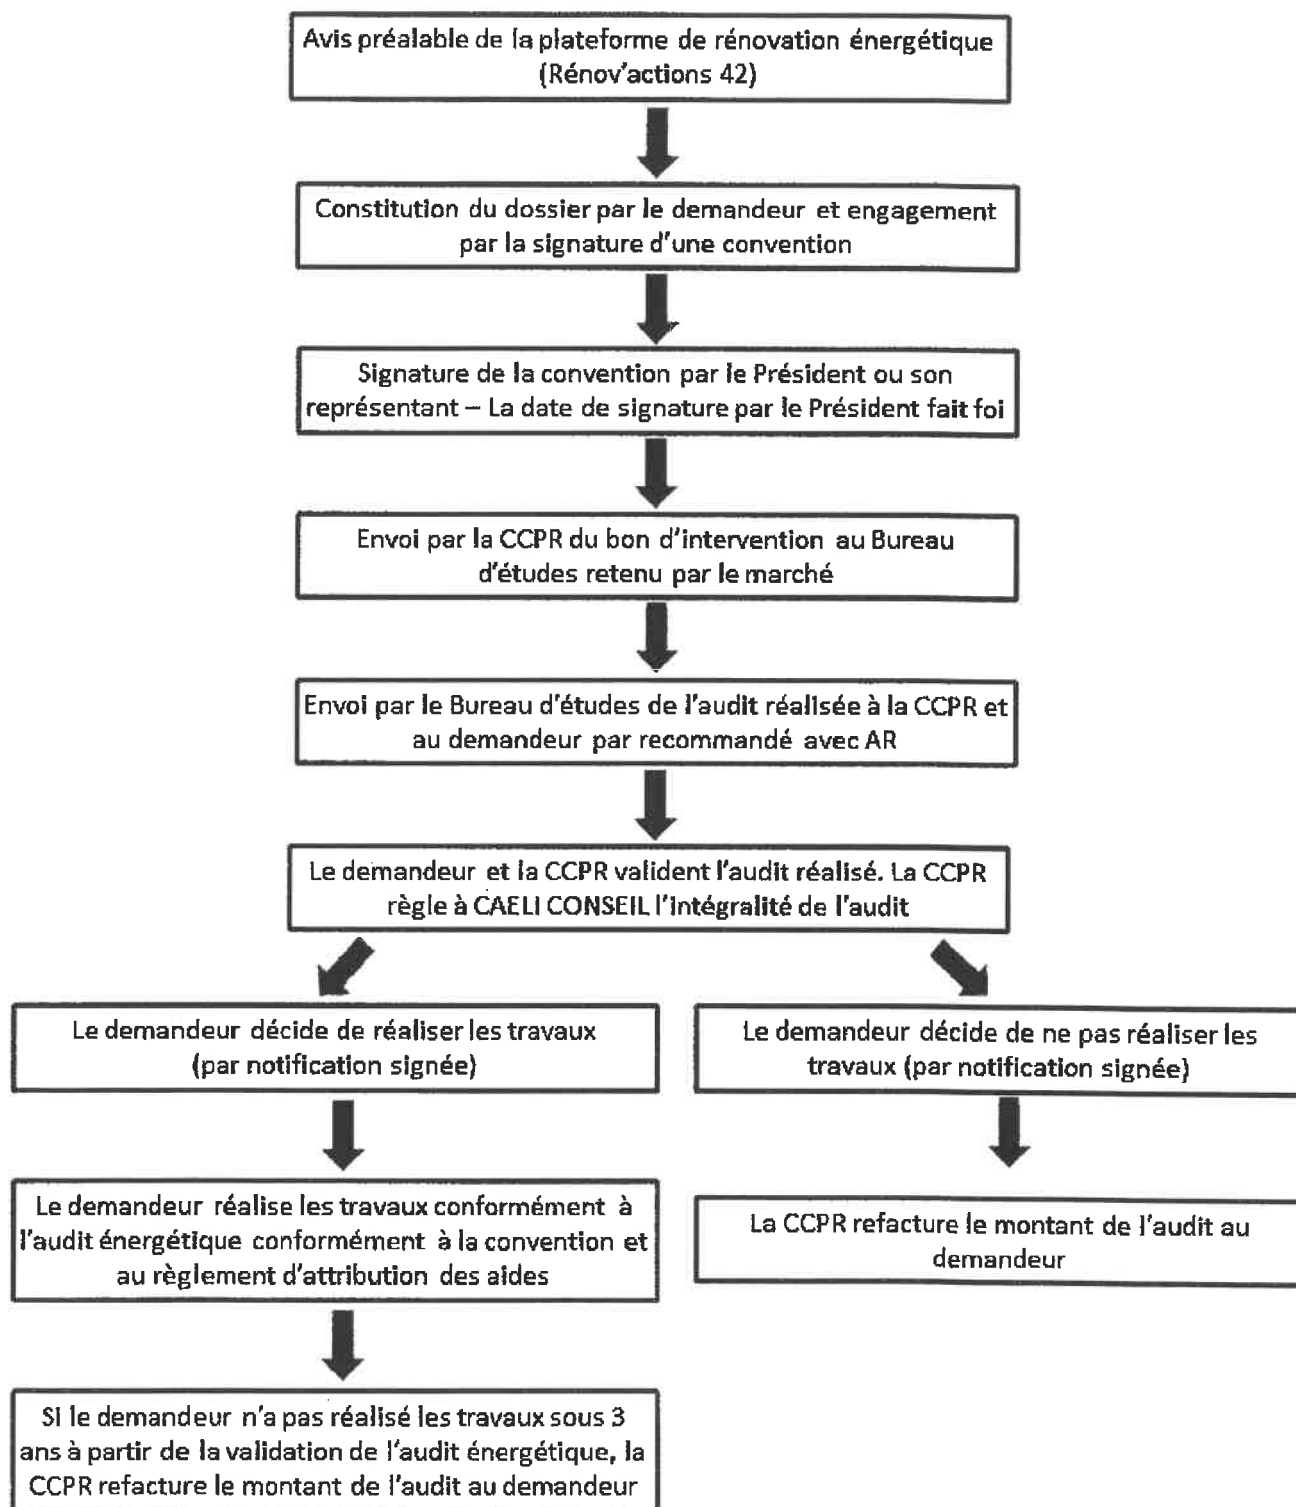 Avis préalable de la plateforme de rénovation énergétique
(Rénov'actions 42)
Constitution du dossier par le demandeur et engagement
par la signature d'une convention
Signature de la convention par le Président ou son
représentant – La date de signature par le Président fait foi
Envoi par la CCPR du bon d'intervention au Bureau
d'études retenu par le marché
Envoi par le Bureau d'études de l'audit réalisée à la CCPR et
au demandeur par recommandé avec AR
Le demandeur et la CCPR valident l'audit réalisé. La CCPR
règle à CAELI CONSEIL l'intégralité de l'audit
Le demandeur décide de réaliser les travaux
(par notification signée)
Le demandeur décide de ne pas réaliser les
travaux (par notification signée)
Le demandeur réalise les travaux conformément à
l'audit énergétique conformément à la convention et
au règlement d'attribution des aides
La CCPR refacture le montant de l'audit au
demandeur
Si le demandeur n'a pas réalisé les travaux sous 3
ans à partir de la validation de l'audit énergétique, la
CCPR refacture le montant de l'audit au demandeur